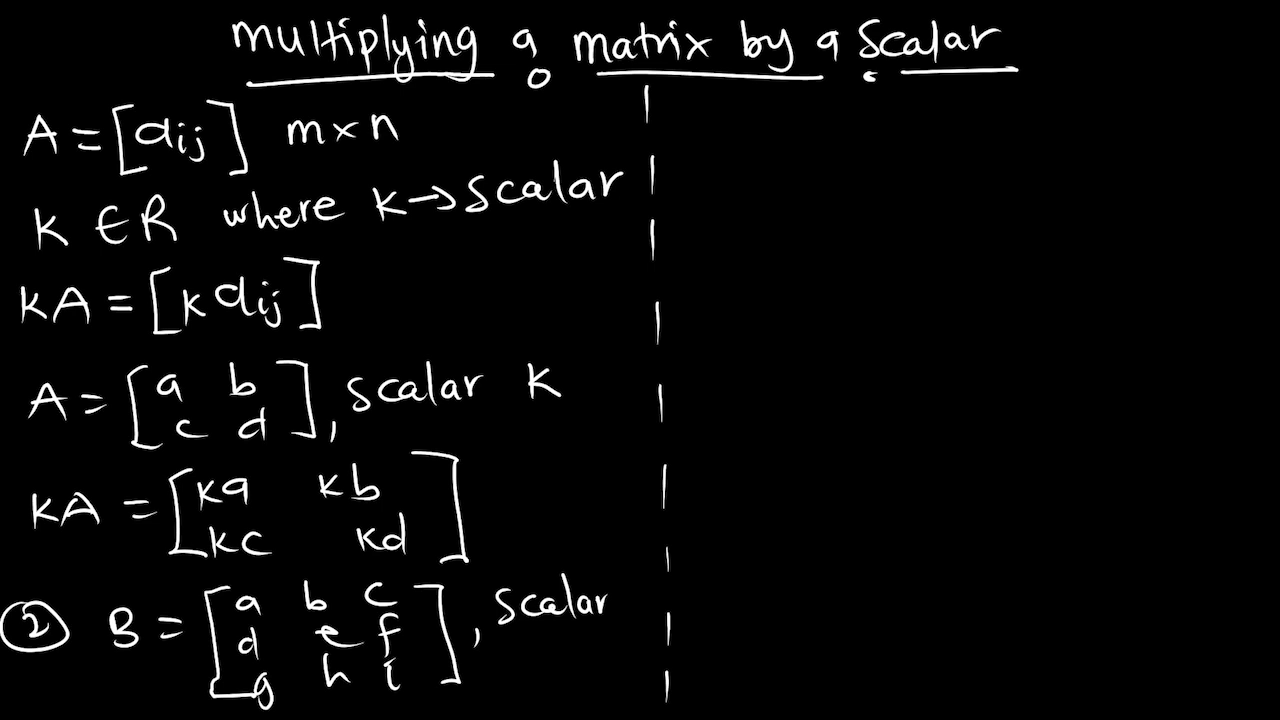 multiplying a matrix by a scalar
A = [aij] m×n
K ∈ R where K → scalar
KA = [K aij]
A = [a b
c d], scalar K
KA = [Ka Kb
Kc Kd]
② B = [a b c
d e f
g h i], scalar